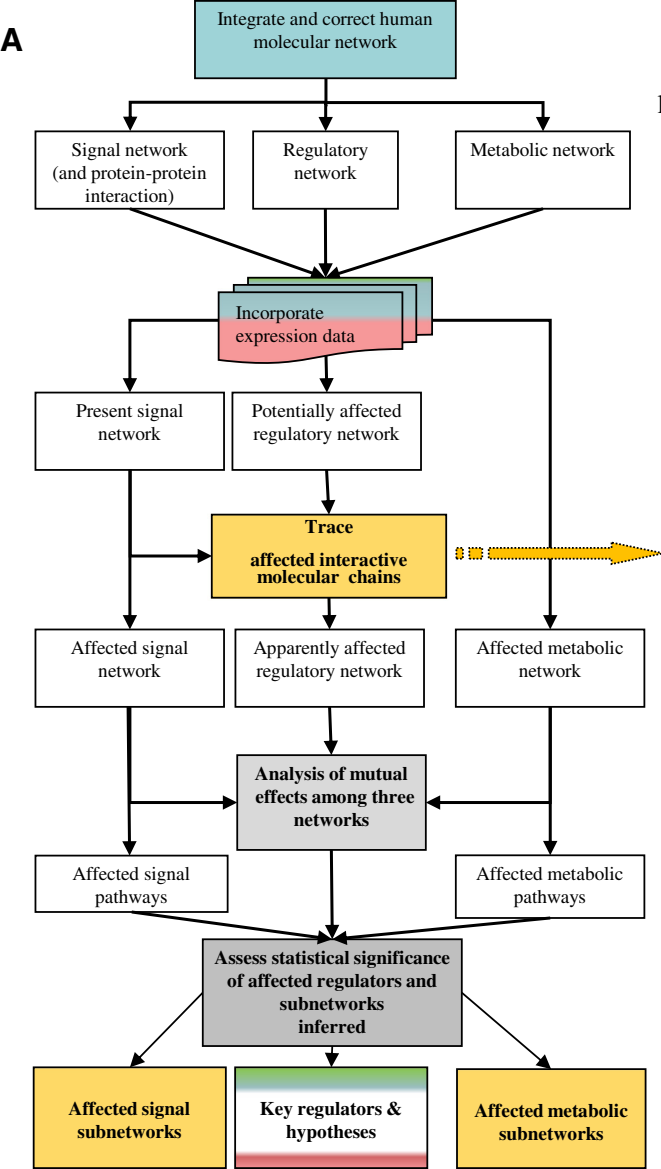 A
Integrate and correct human
molecular network
Signal network
(and protein-protein
interaction)
Regulatory
network
Metabolic network
Incorporate
expression data
Present signal
network
Potentially affected
regulatory network
Trace
affected interactive
molecular chains
Affected signal
network
Apparently affected
regulatory network
Affected metabolic
network
Analysis of mutual
effects among three
networks
Affected signal
pathways
Affected metabolic
pathways
Assess statistical significance
of affected regulators and
subnetworks
inferred
Affected signal
subnetworks
Key regulators &
hypotheses
Affected metabolic
subnetworks